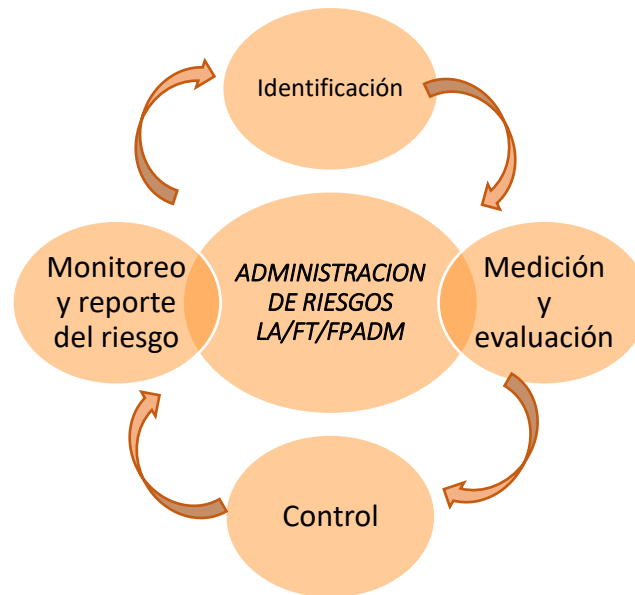 Identificación
Monitoreo
y reporte
del riesgo
ADMINISTRACION
DE RIESGOS
LA/FT/FPADM
Medición
y
evaluación
Control